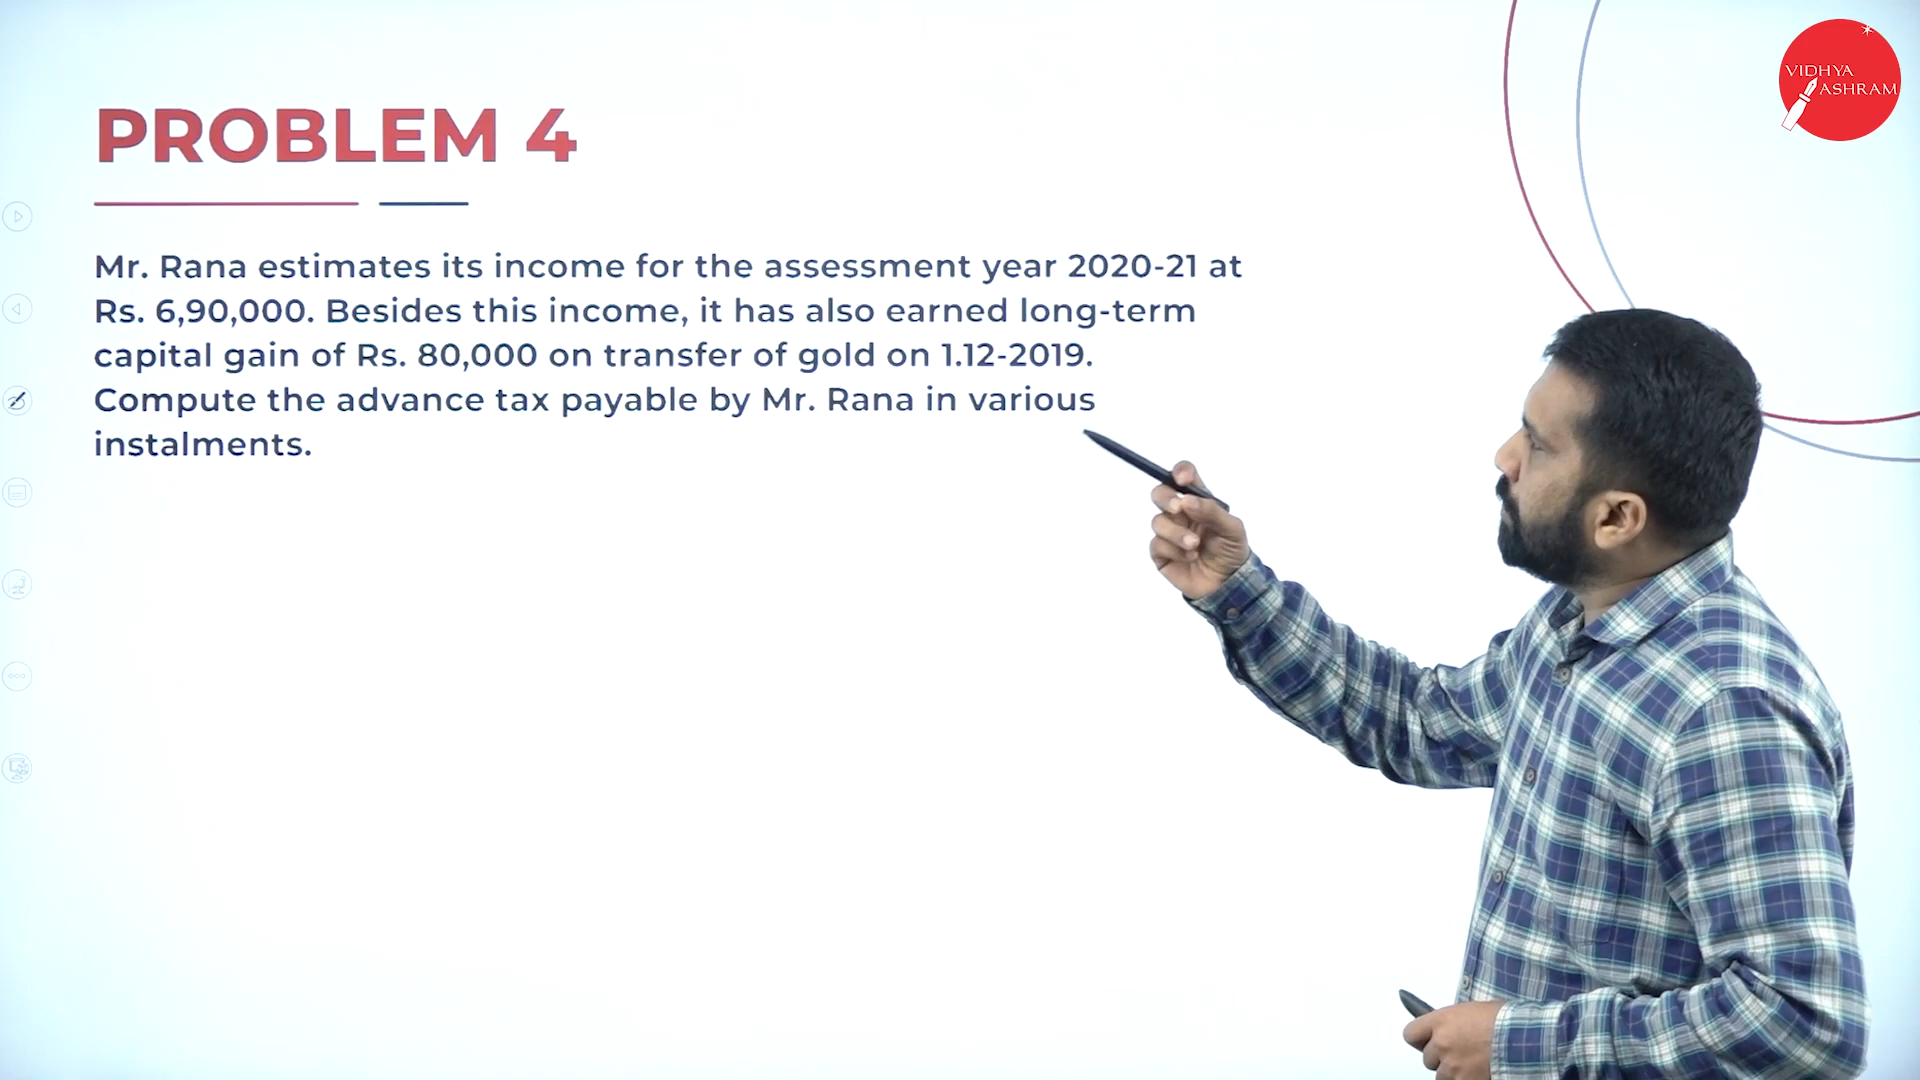 VIDHYA
ASHRAM
PROBLEM 4
Mr. Rana estimates its income for the assessment year 2020-21 at
Rs. 6,90,000. Besides this income, it has also earned long-term
capital gain of Rs. 80,000 on transfer of gold on 1.12-2019.
Compute the advance tax payable by Mr. Rana in various
instalments.